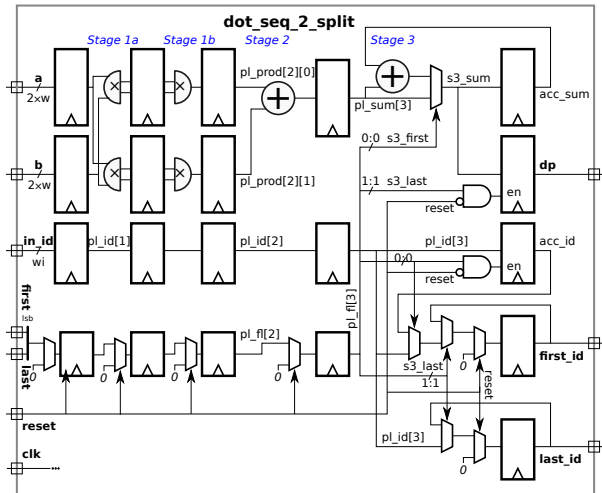 dot_seq_2_split
Stage 1a
Stage 1b
Stage 2
Stage 3
a
2×w
×
×
pl_prod[2][0]
+
+
pl_sum[3]
s3_sum
acc_sum
0:0 s3_first
b
2×w
×
×
pl_prod[2][1]
1:1 s3_last
reset
en
dp
in_id
wi
pl_id[1]
pl_id[2]
pl_id[3]
0:0
reset
en
acc_id
first
lsb
last
0
0
0
pl_fl[2]
0
pl_fl[3]
s3_last
1:1
0
reset
first_id
reset
pl_id[3]
0
last_id
clk
...